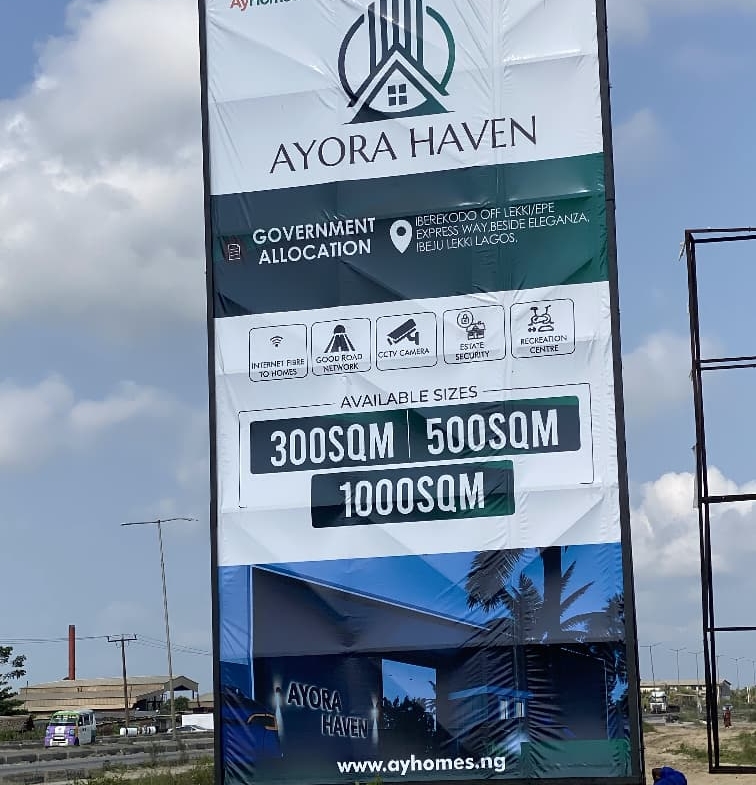 AyHomes
AYORA HAVEN
GOVERNMENT
ALLOCATION
IBEREKODO OFF LEKKI/EPE
EXPRESS WAY,BESIDE ELEGANZA,
IBEJU LEKKI LAGOS.
INTERNET FIBRE
TO HOMES
GOOD ROAD
NETWORK
CCTV CAMERA
ESTATE
SECURITY
RECREATION
CENTRE
AVAILABLE SIZES
300SQM
500SQM
1000SQM
AYORA
HAVEN
www.ayhomes.ng